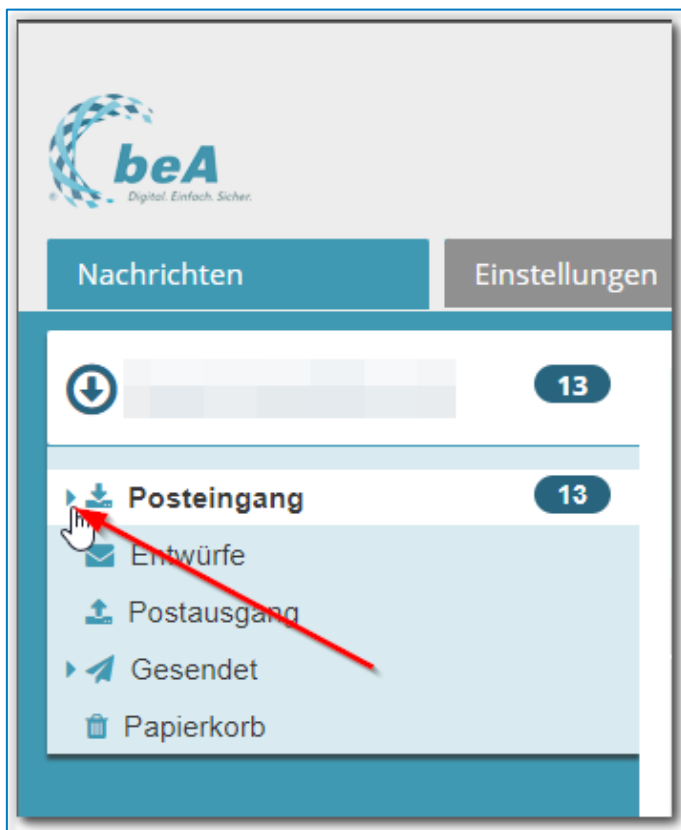 beA
Digital. Einfach. Sicher.
®
Nachrichten
Einstellungen
13
Posteingang
13
Entwürfe
Postausgang
Gesendet
Papierkorb